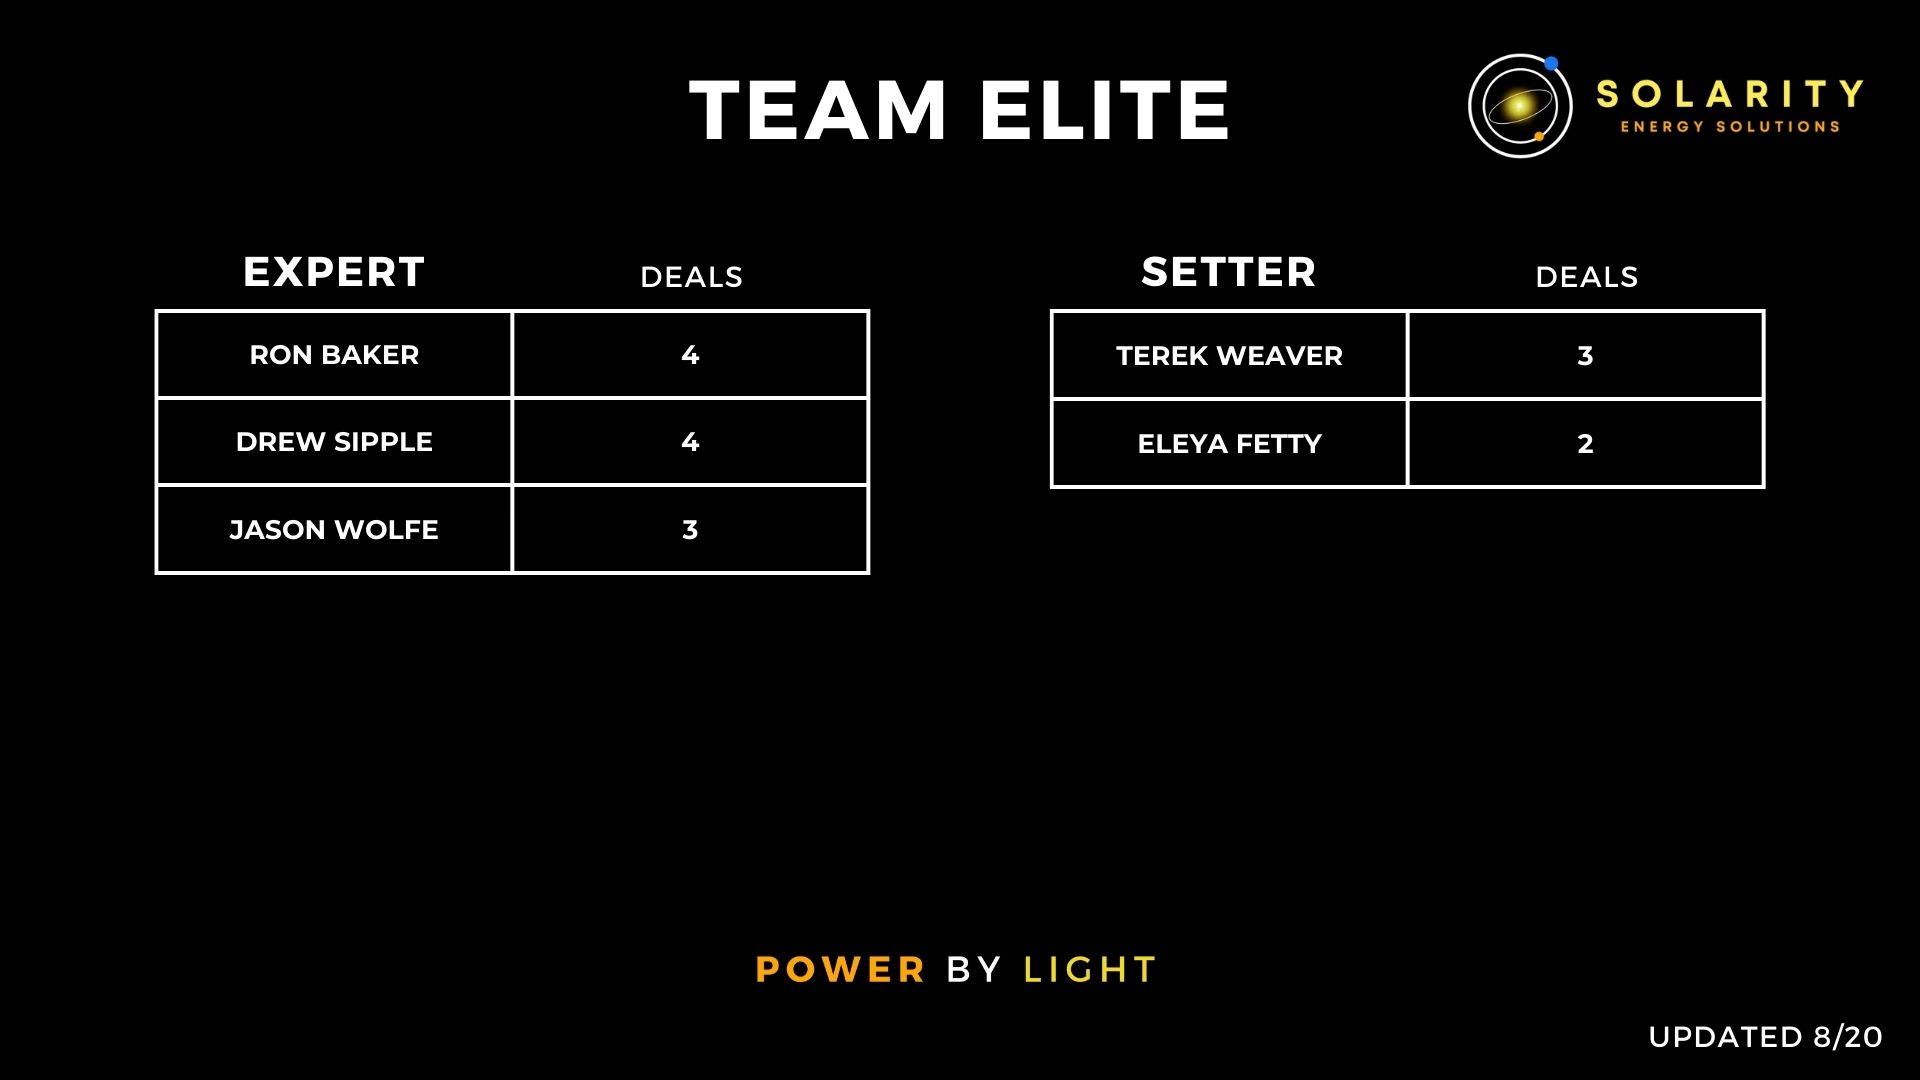 TEAM ELITE
SOLARITY
ENERGY SOLUTIONS
EXPERT DEALS
RON BAKER 4
DREW SIPPLE 4
JASON WOLFE 3
SETTER DEALS
TEREK WEAVER 3
ELEYA FETTY 2
POWER BY LIGHT
UPDATED 8/20